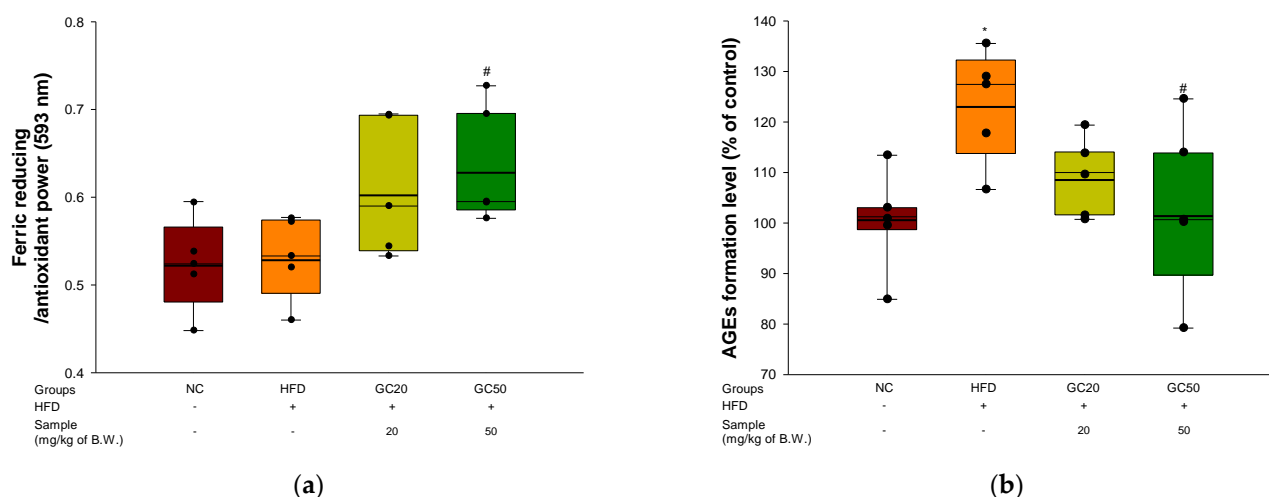 Ferric reducing
/antioxidant power (593 nm)
0.8
0.7
0.6
0.5
0.4
#
Groups NC HFD GC20 GC50
HFD - + + +
Sample
(mg/kg of B.W.) - - 20 50
(a)
AGEs formation level (% of control)
140
130
120
110
100
90
80
70
*
#
Groups NC HFD GC20 GC50
HFD - + + +
Sample
(mg/kg of B.W.) - - 20 50
(b)